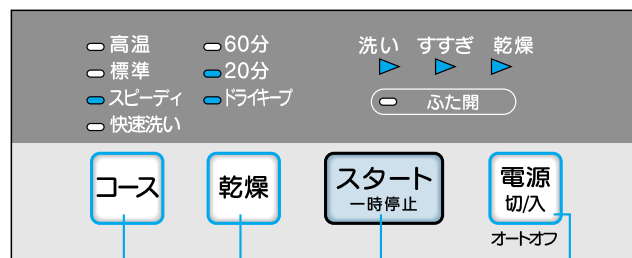 高温
標準
スピーディ
快速洗い
60分
20分
ドライキープ
洗い すすぎ 乾燥
ふた開
コース
乾燥
スタート
一時停止
電源
切/入
オートオフ